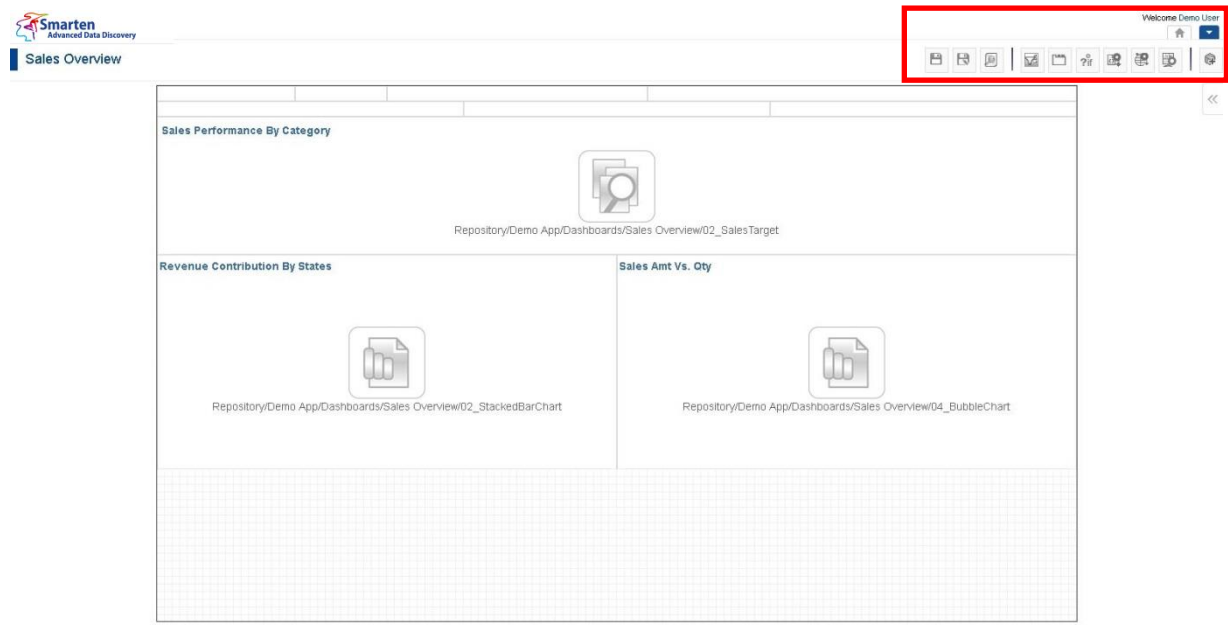 Smarten
Advanced Data Discovery
Welcome Demo User
Sales Overview
?if
Sales Performance By Category
Repository/Demo App/Dashboards/Sales Overview/02_SalesTarget
Revenue Contribution By States
Sales Amt Vs. Qty
Repository/Demo App/Dashboards/Sales Overview/02_StackedBarChart
Repository/Demo App/Dashboards/Sales Overview/04_BubbleChart